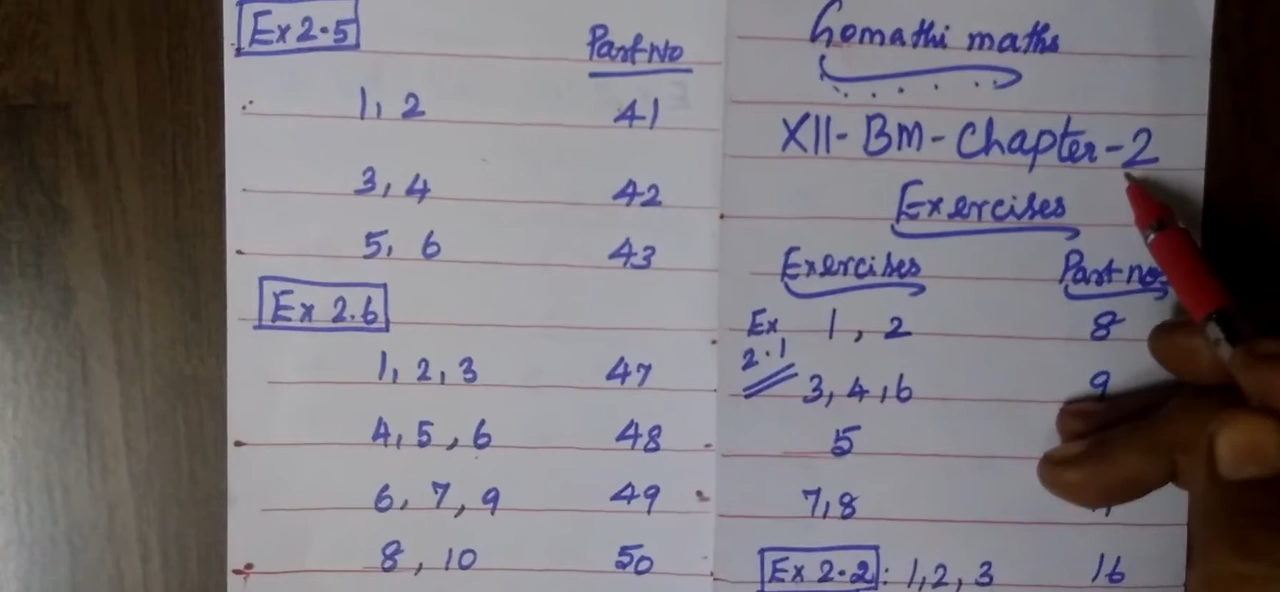 Ex 2.5
Part No
1, 2 41
3, 4 42
5, 6 43
Ex 2.6
1, 2, 3 47
4, 5, 6 48
6, 7, 9 49
8, 10 50
Gomathi maths
XII- BM- Chapter-2
Exercises
Exercises Part no.
Ex 2.1 1, 2 8
3, 4, 6 9
5
7, 8
Ex 2.2 : 1, 2, 3 16